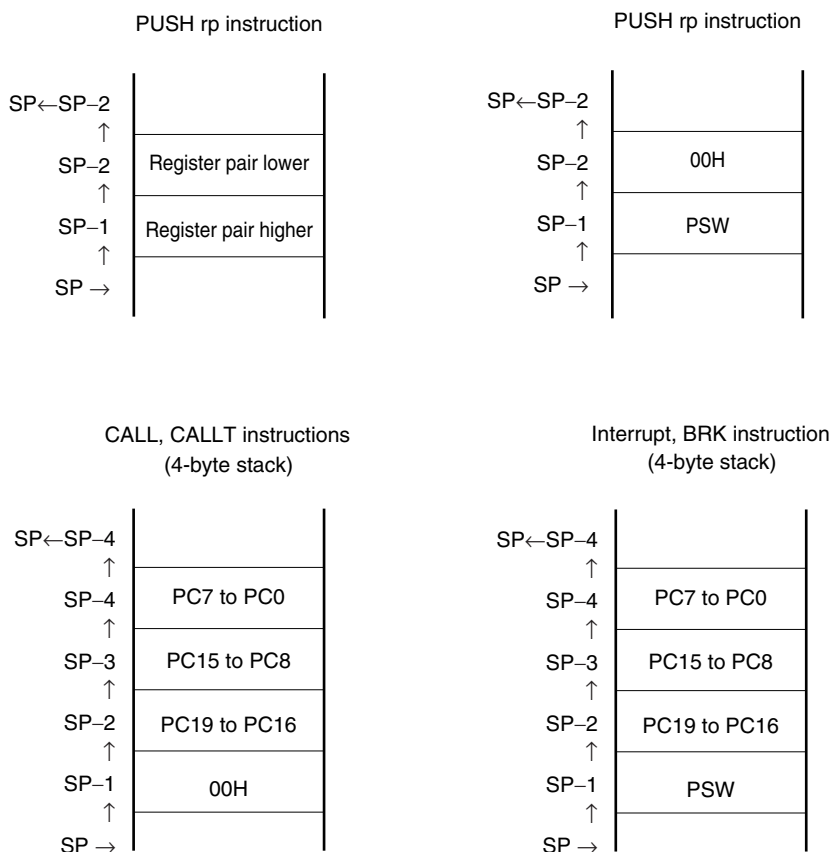 PUSH rp instruction
SP←SP–2
↑
SP–2
↑
SP–1
↑
SP →
Register pair lower
Register pair higher
PUSH rp instruction
SP←SP–2
↑
SP–2
↑
SP–1
↑
SP →
00H
PSW
CALL, CALLT instructions
(4-byte stack)
SP←SP–4
↑
SP–4
↑
SP–3
↑
SP–2
↑
SP–1
↑
SP →
PC7 to PC0
PC15 to PC8
PC19 to PC16
00H
Interrupt, BRK instruction
(4-byte stack)
SP←SP–4
↑
SP–4
↑
SP–3
↑
SP–2
↑
SP–1
↑
SP →
PC7 to PC0
PC15 to PC8
PC19 to PC16
PSW